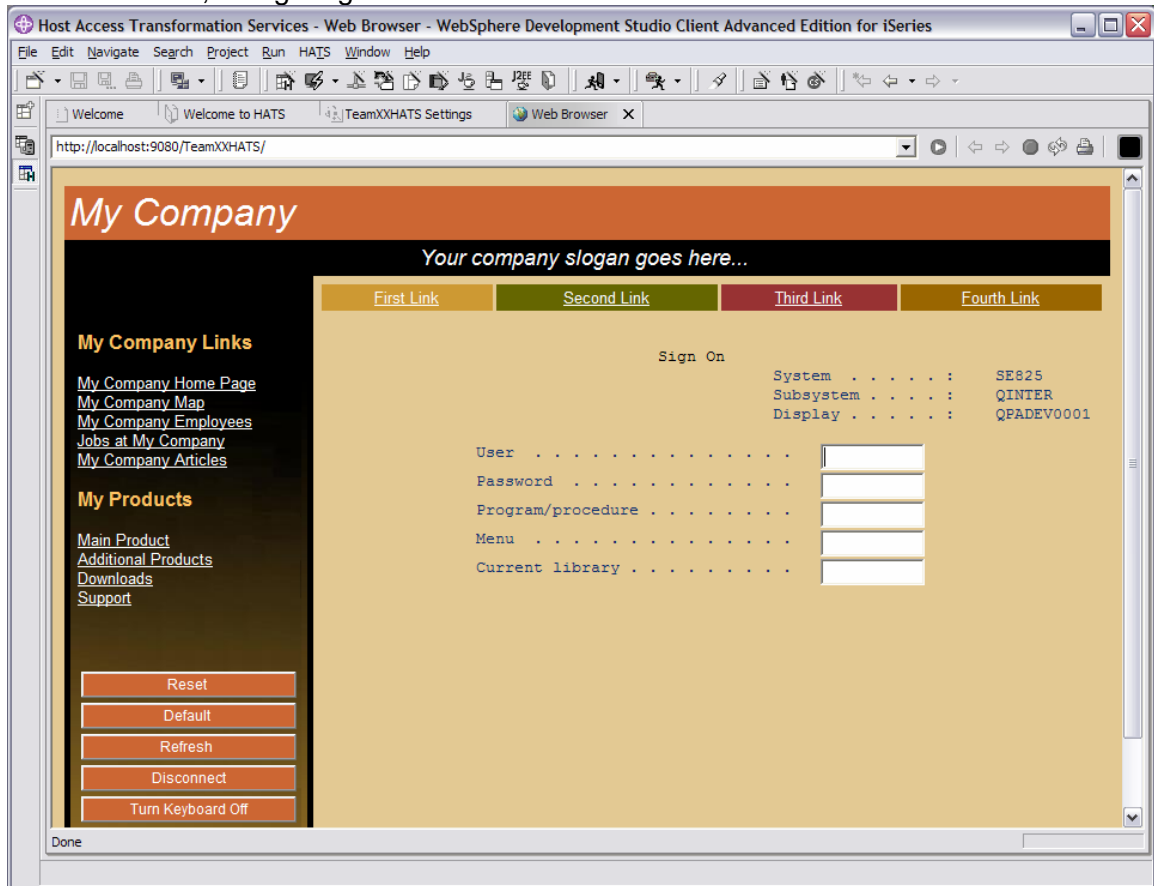 Host Access Transformation Services - Web Browser - WebSphere Development Studio Client Advanced Edition for iSeries
File Edit Navigate Search Project Run HATS Window Help
Welcome Welcome to HATS TeamXXHATS Settings Web Browser X
http://localhost:9080/TeamXXHATS/
My Company
Your company slogan goes here...
First Link Second Link Third Link Fourth Link
My Company Links
My Company Home Page
My Company Map
My Company Employees
Jobs at My Company
My Company Articles
My Products
Main Product
Additional Products
Downloads
Support
Reset
Default
Refresh
Disconnect
Turn Keyboard Off
Sign On
System . . . . . : SE825
Subsystem . . . . : QINTER
Display . . . . . : QPADEV0001
User . . . . . . . . . . . . . .
Password . . . . . . . . . . . .
Program/procedure . . . . . . . .
Menu . . . . . . . . . . . . . .
Current library . . . . . . . . .
Done